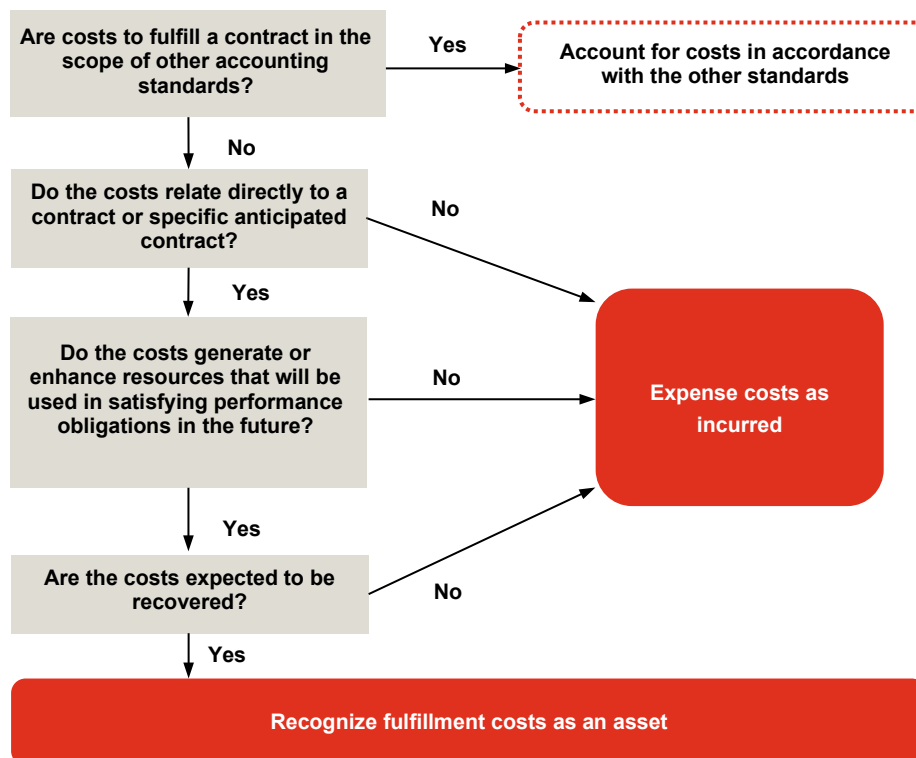 Are costs to fulfill a contract in the
scope of other accounting
standards?
Yes
Account for costs in accordance
with the other standards
No
Do the costs relate directly to a
contract or specific anticipated
contract?
No
Yes
Do the costs generate or
enhance resources that will be
used in satisfying performance
obligations in the future?
No
Expense costs as
incurred
Yes
Are the costs expected to be
recovered?
No
Yes
Recognize fulfillment costs as an asset